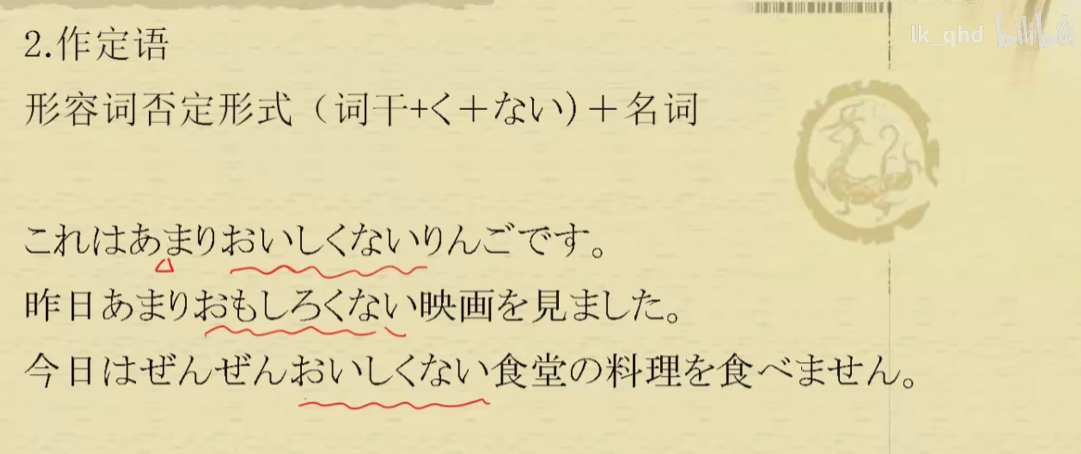 lk_qhd bilibili
2.作定语
形容词否定形式（词干+く＋ない）＋名词
これはあまりおいしくないりんごです。
昨日あまりおもしろくない映画を見ました。
今日はぜんぜんおいしくない食堂の料理を食べません。